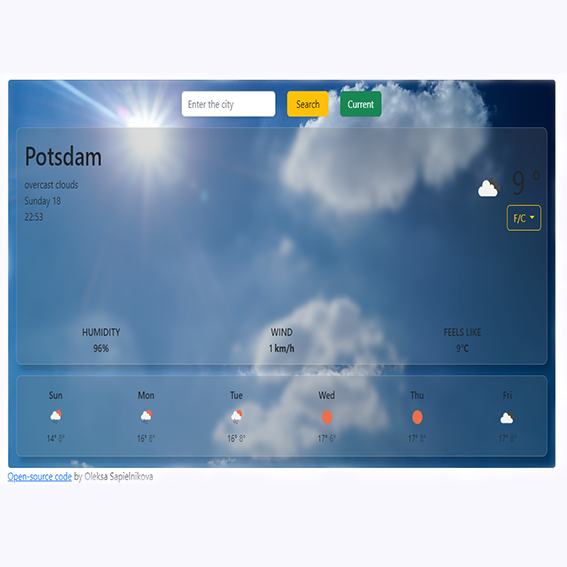 Enter the city Search Current
Potsdam
overcast clouds
Sunday 18
22:53
9 °
F/C
HUMIDITY WIND FEELS LIKE
96% 1 km/h 9°C
Sun Mon Tue Wed Thu Fri
14° 8° 16° 8° 16° 8° 17° 6° 17° 8° 17° 8°
Open-source code by Oleksa Sapielnikova